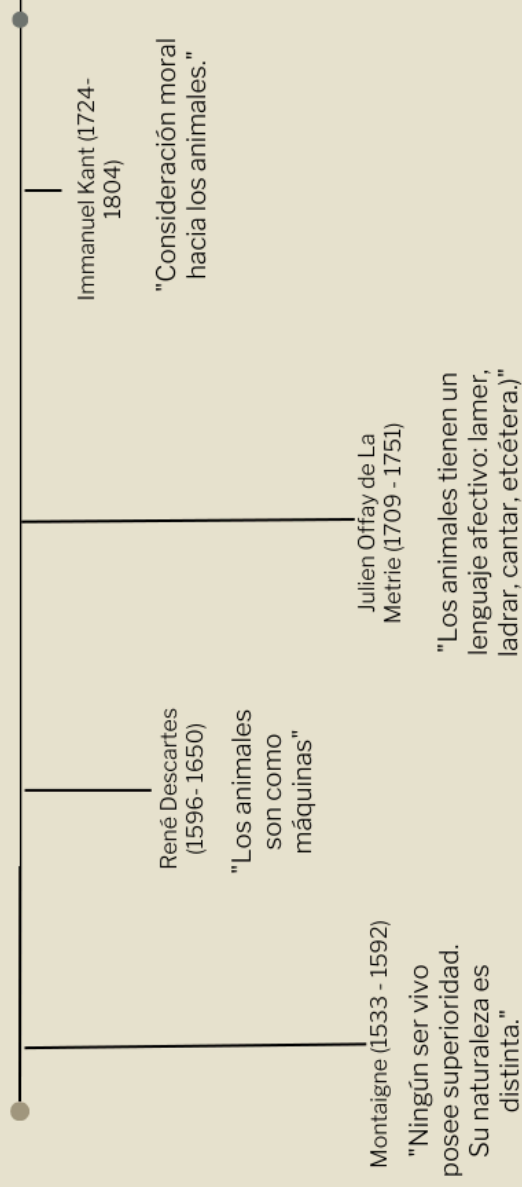 Montaigne (1533 - 1592)
"Ningún ser vivo
posee superioridad.
Su naturaleza es
distinta."
René Descartes
(1596-1650)
"Los animales
son como
máquinas"
Julien Offay de La
Metrie (1709 - 1751)
"Los animales tienen un
lenguaje afectivo: lamer,
ladrar, cantar, etcétera.)"
Immanuel Kant (1724-
1804)
"Consideración moral
hacia los animales."